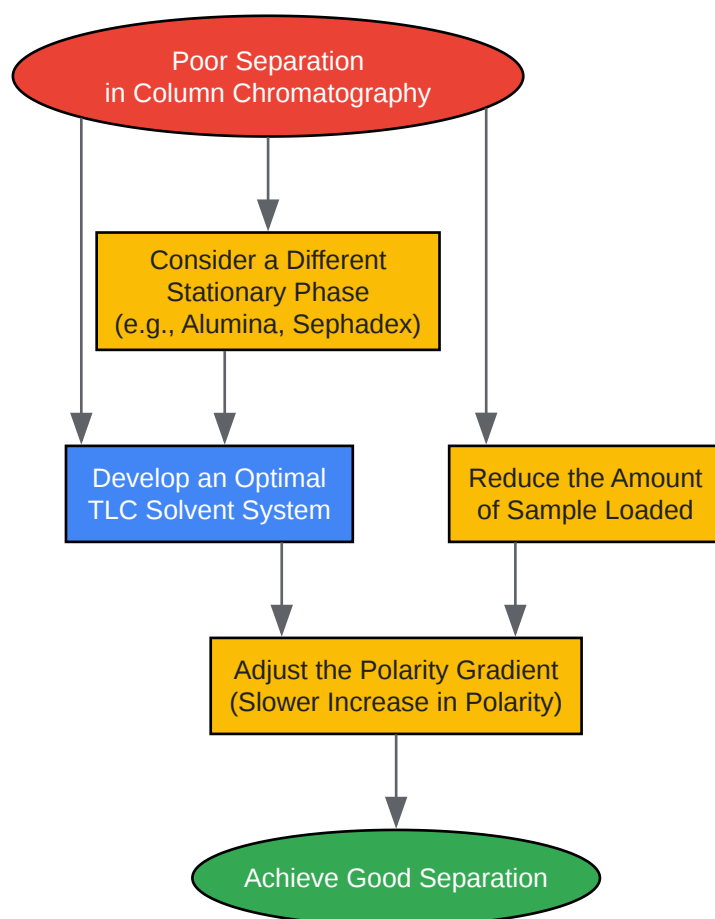 Poor Separation
in Column Chromatography
Consider a Different
Stationary Phase
(e.g., Alumina, Sephadex)
Develop an Optimal
TLC Solvent System
Reduce the Amount
of Sample Loaded
Adjust the Polarity Gradient
(Slower Increase in Polarity)
Achieve Good Separation